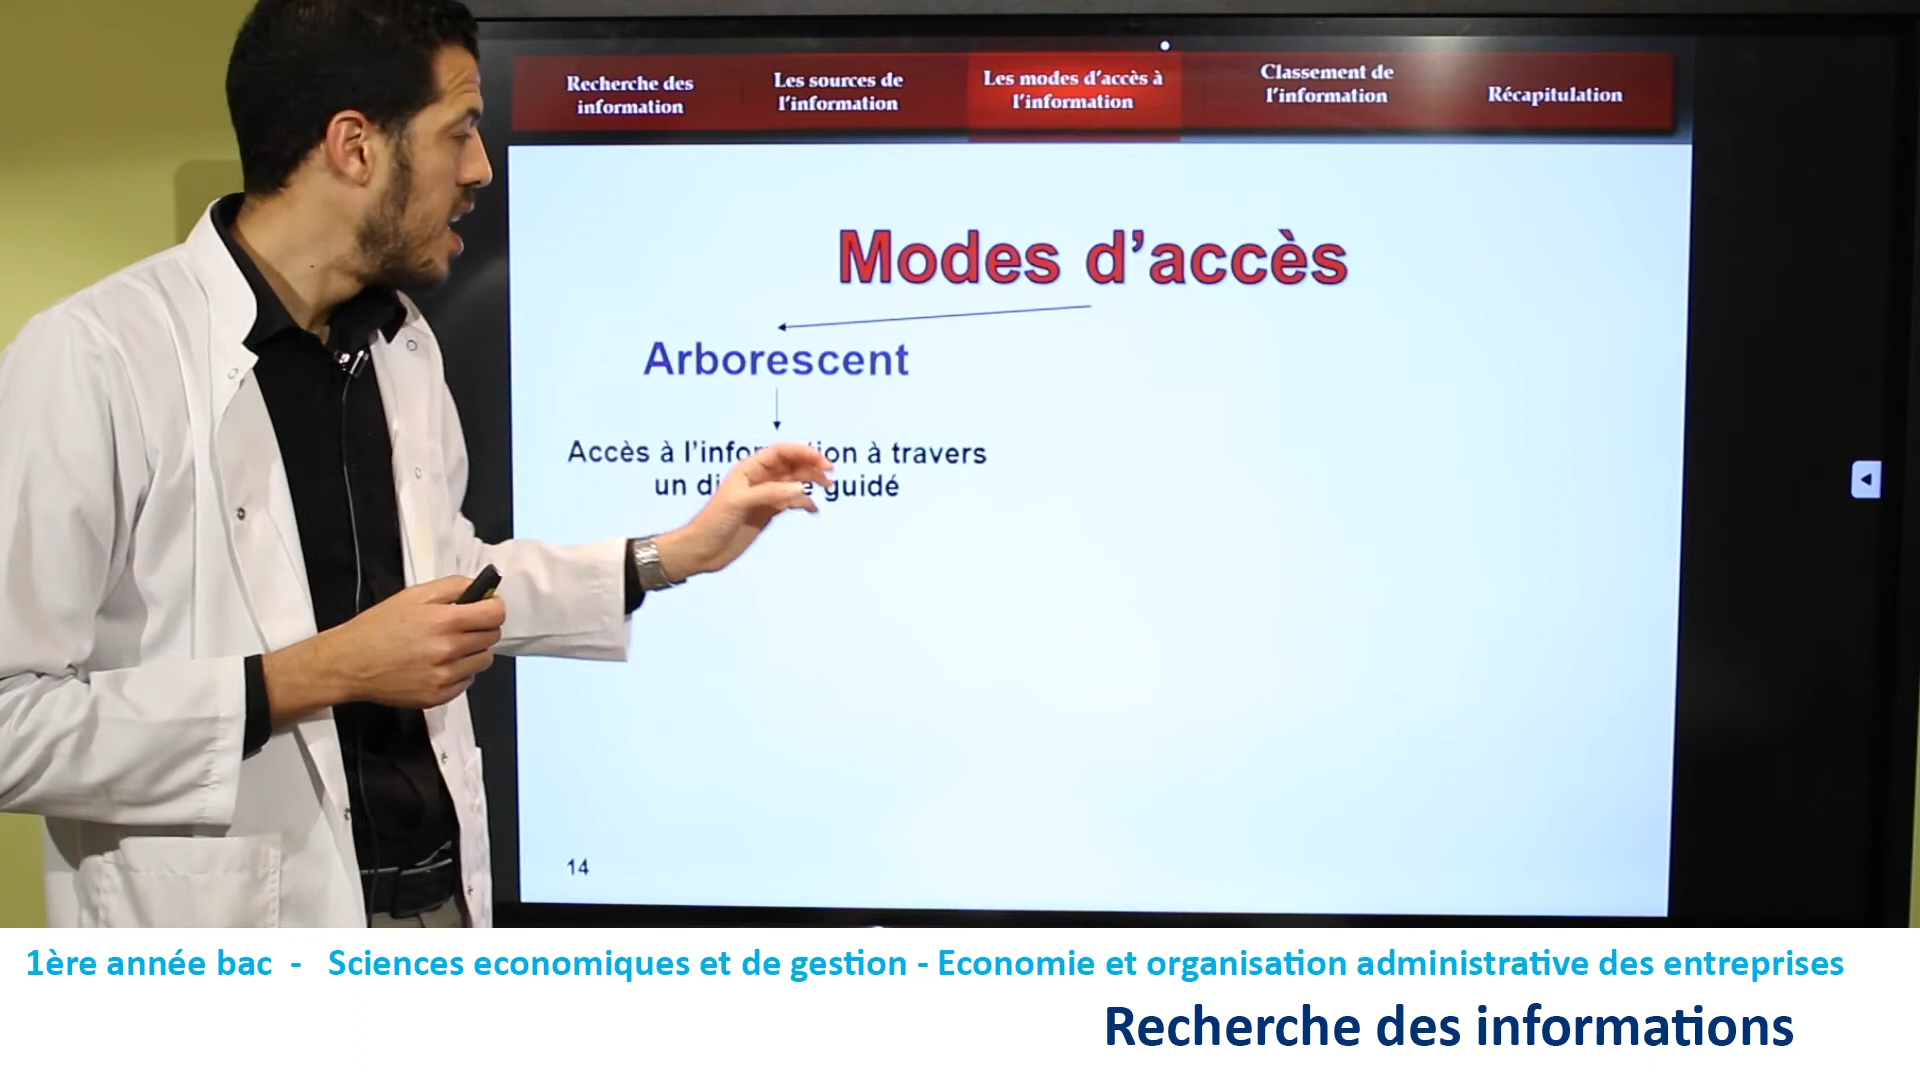 Recherche des
information
Les sources de
l'information
Les modes d'accès à
l'information
Classement de
l'information
Récapitulation
Modes d'accès
Arborescent
Accès à l'information à travers
un guidé
14
1ère année bac - Sciences economiques et de gestion - Economie et organisation administrative des entreprises
Recherche des informations